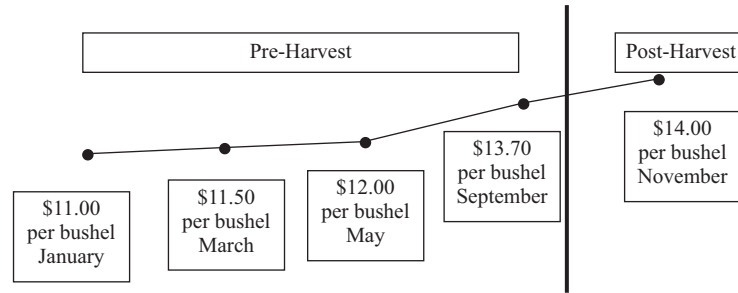 Pre-Harvest
Post-Harvest
$11.00
per bushel
January
$11.50
per bushel
March
$12.00
per bushel
May
$13.70
per bushel
September
$14.00
per bushel
November